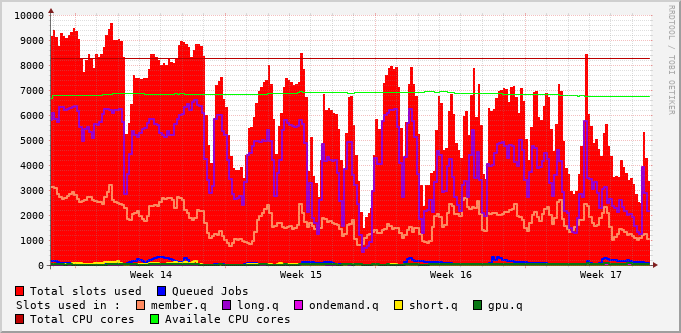 10000
9000
8000
7000
6000
5000
4000
3000
2000
1000
0
Week 14 Week 15 Week 16 Week 17
Total slots used Queued Jobs
Slots used in : member.q long.q ondemand.q short.q gpu.q
Total CPU cores Availale CPU cores
RRDTOOL / TOBI OETIKER